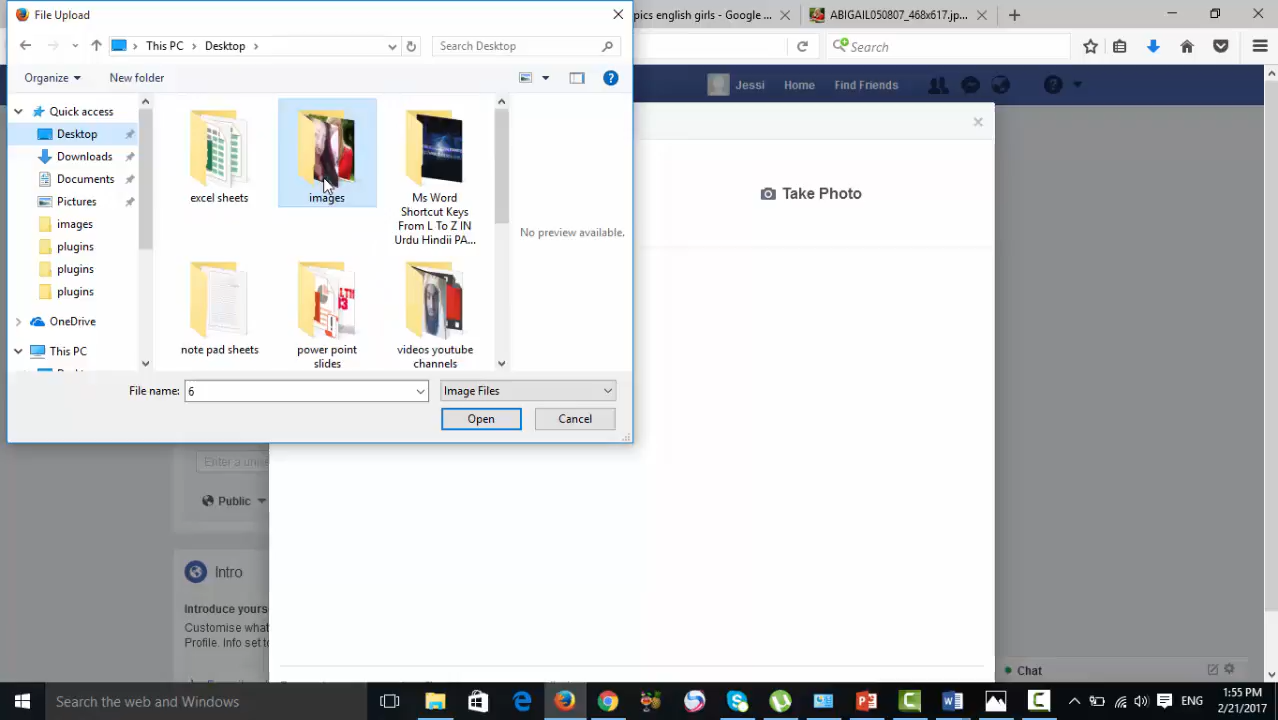 File Upload
pics english girls - Google ...
ABIGAIL050807_468x617.jp...
This PC
Desktop
Search Desktop
Search
Organize
New folder
Jessi
Home
Find Friends
Quick access
Desktop
Downloads
Documents
Pictures
images
plugins
plugins
plugins
OneDrive
This PC
excel sheets
images
Ms Word
Shortcut Keys
From L To Z IN
Urdu Hindii PA...
No preview available.
note pad sheets
power point
slides
videos youtube
channels
Take Photo
File name:
6
Image Files
Open
Cancel
Public
Intro
Introduce yours
Customise what
Profile. Info set to
Chat
Search the web and Windows
ENG
1:55 PM
2/21/2017